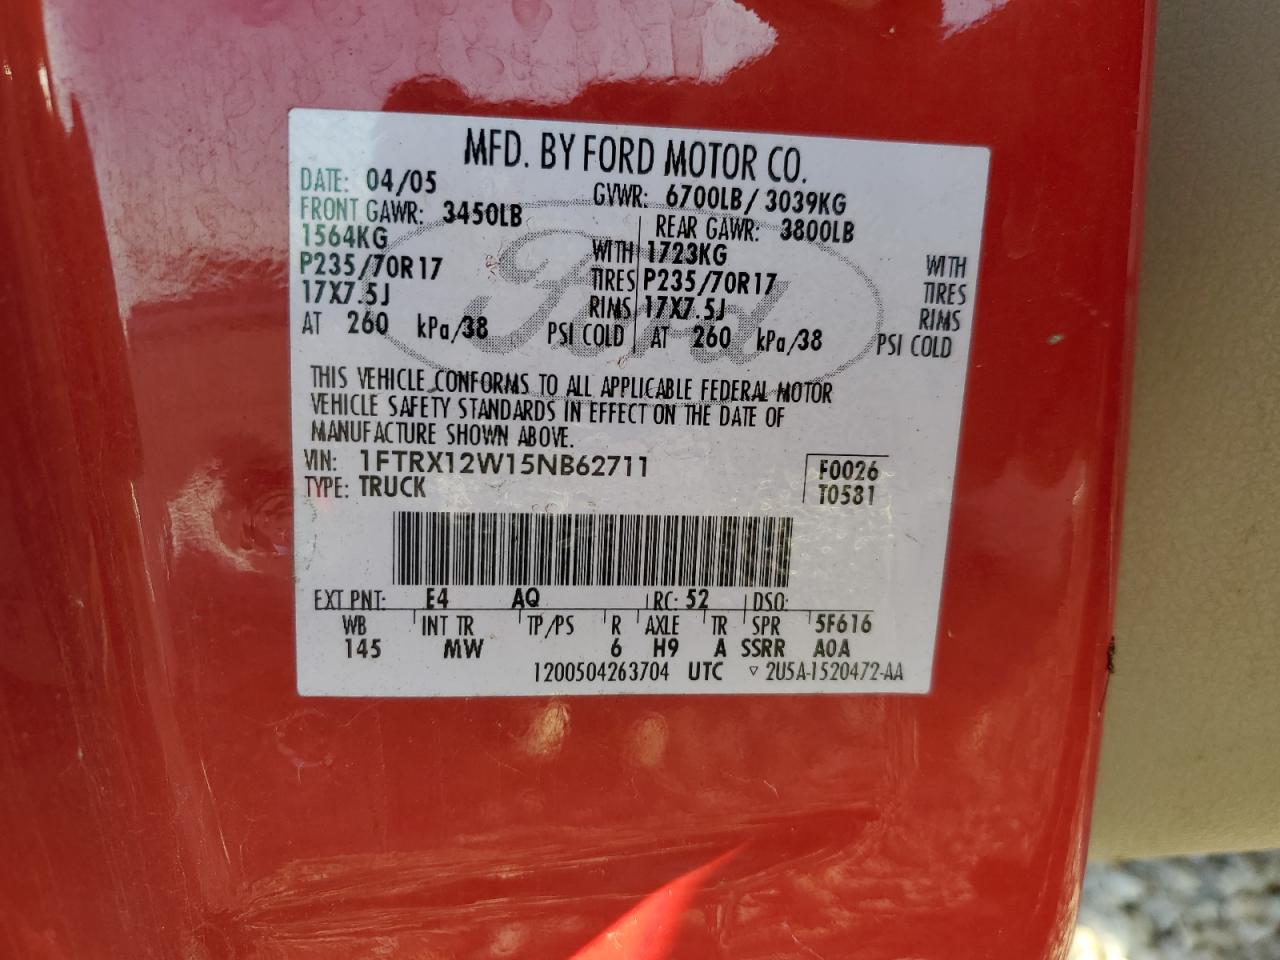 MFD. BY FORD MOTOR CO.
DATE: 04/05 GVWR: 6700LB/ 3039KG
FRONT GAWR: 3450LB REAR GAWR: 3800LB
1564KG WITH 1723KG WITH
P235/70R17 TIRES P235/70R17 TIRES
17X7.5J RIMS 17X7.5J RIMS
AT 260 kPa/38 PSI COLD AT 260 kPa/38 PSI COLD
Ford
THIS VEHICLE CONFORMS TO ALL APPLICABLE FEDERAL MOTOR
VEHICLE SAFETY STANDARDS IN EFFECT ON THE DATE OF
MANUFACTURE SHOWN ABOVE.
VIN: 1FTRX12W15NB62711 F0026
TYPE: TRUCK T0581
EXT PNT: E4 AQ RC: 52 DSO:
WB INT TR TP/PS R AXLE TR SPR 5F616
145 MW 6 H9 A SSRR A0A
1200504263704 UTC ▽ 2U5A-1520472-AA